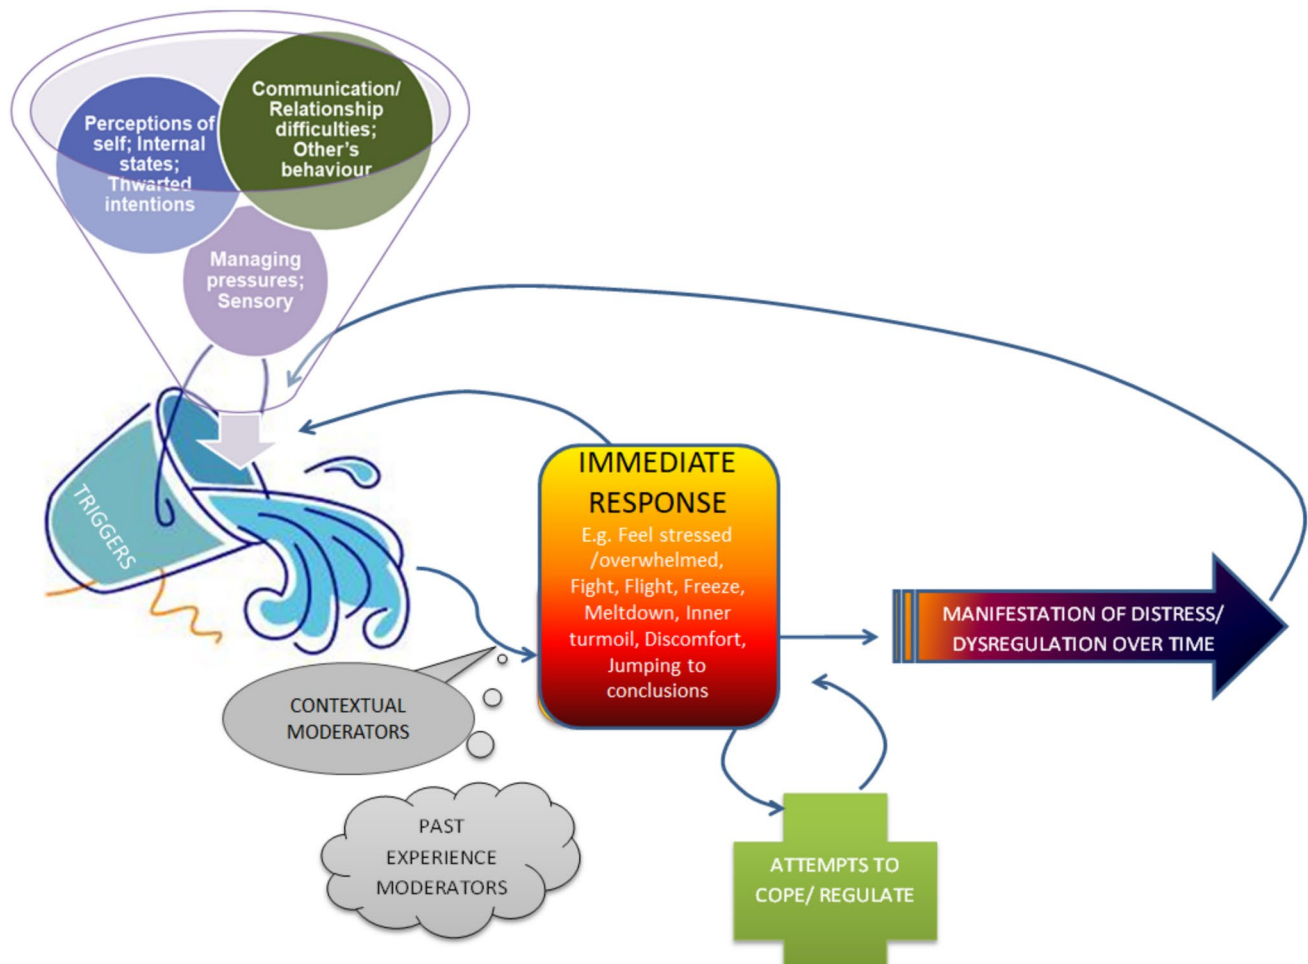 Communication/
Relationship
difficulties;
Other's
behaviour
Perceptions of
self; Internal
states;
Thwarted
intentions
Managing
pressures;
Sensory
TRIGGERS
IMMEDIATE
RESPONSE
E.g. Feel stressed
/overwhelmed,
Fight, Flight, Freeze,
Meltdown, Inner
turmoil, Discomfort,
Jumping to
conclusions
MANIFESTATION OF DISTRESS/
DYSREGULATION OVER TIME
CONTEXTUAL
MODERATORS
PAST
EXPERIENCE
MODERATORS
ATTEMPTS TO
COPE/ REGULATE